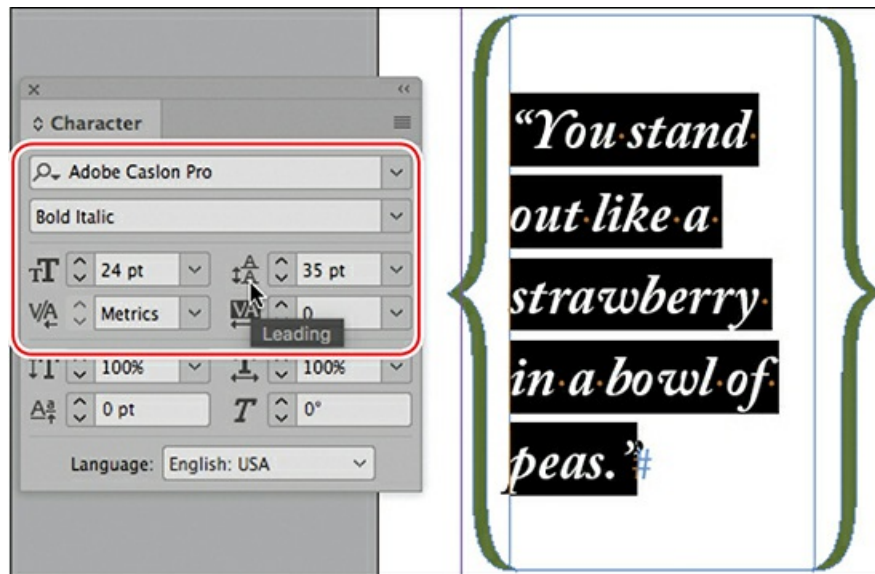 Character
Adobe Caslon Pro
Bold Italic
24 pt
35 pt
Metrics
0
Leading
100%
100%
0 pt
0°
Language: English: USA
“You stand
out like a
strawberry
in a bowl of
peas.”#